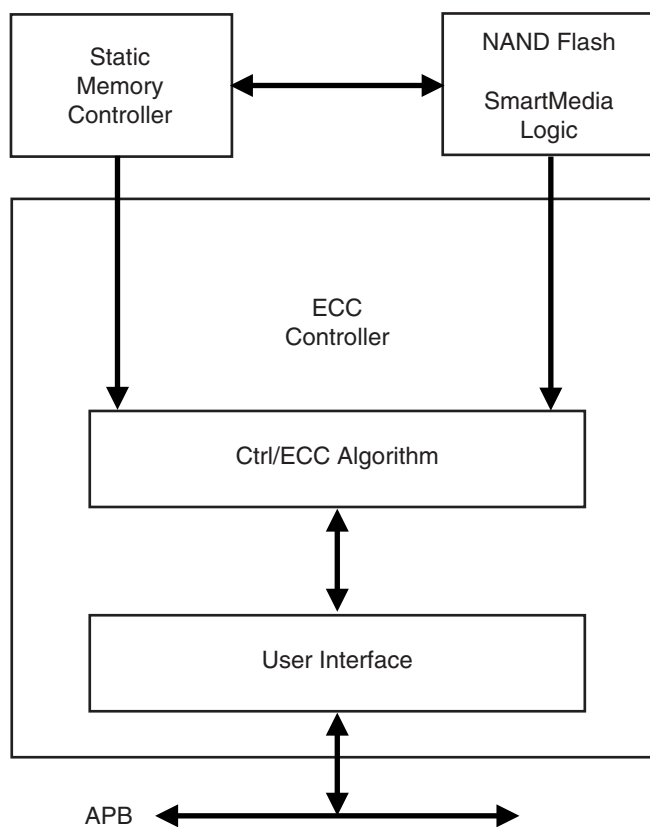 Static
Memory
Controller
NAND Flash
SmartMedia
Logic
ECC
Controller
Ctrl/ECC Algorithm
User Interface
APB